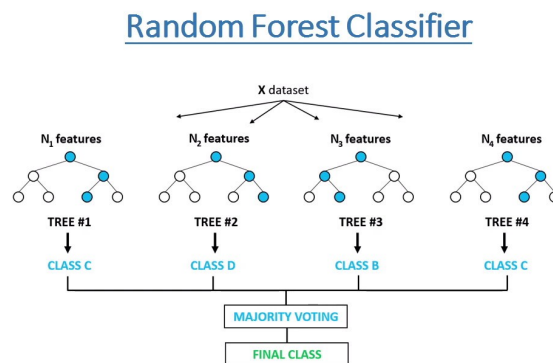 Random Forest Classifier
X dataset
N1 features N2 features N3 features N4 features
TREE #1 TREE #2 TREE #3 TREE #4
CLASS C CLASS D CLASS B CLASS C
MAJORITY VOTING
FINAL CLASS